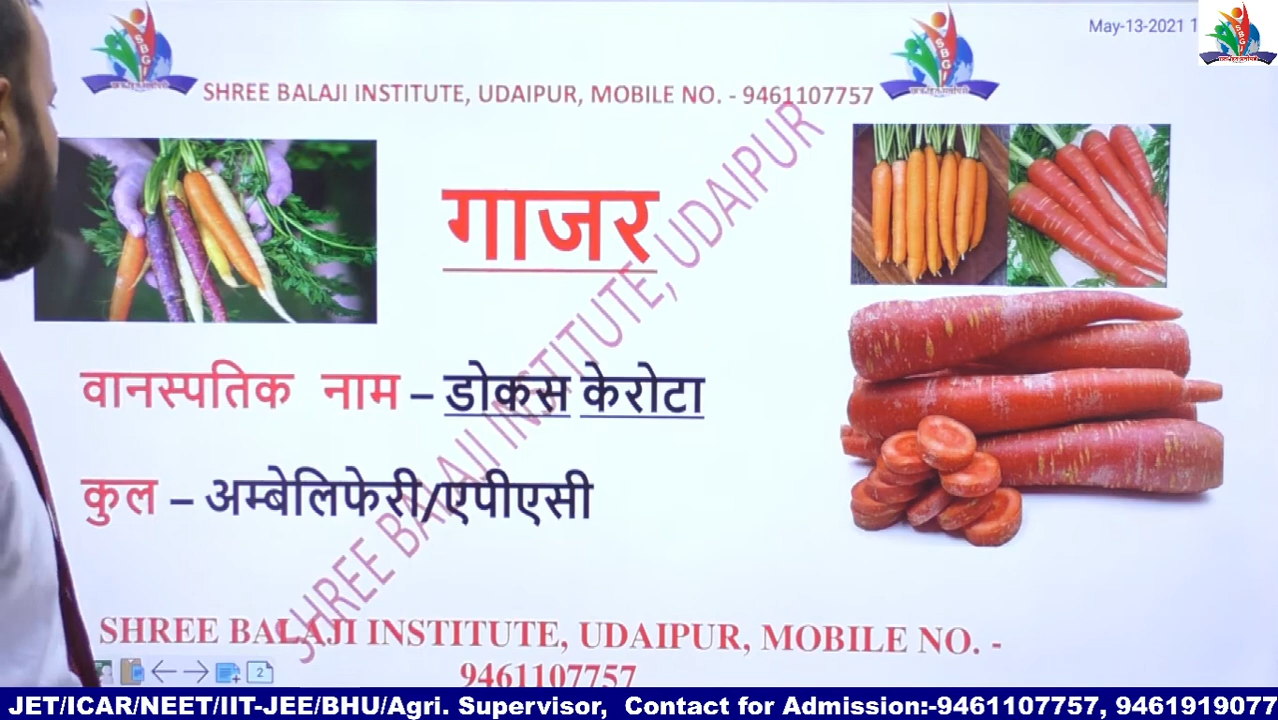 May-13-2021 1
SHREE BALAJI INSTITUTE, UDAIPUR, MOBILE NO. - 9461107757
गाजर
वानस्पतिक नाम – डोकस केरोटा
कुल – अम्बेलिफेरी/एपीएसी
SHREE BALAJI INSTITUTE, UDAIPUR
SHREE BALAJI INSTITUTE, UDAIPUR, MOBILE NO. -
9461107757
2
JET/ICAR/NEET/IIT-JEE/BHU/Agri. Supervisor, Contact for Admission:-9461107757, 9461919077